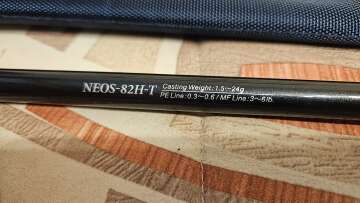 NEOS-82H-T
Casting Weight:1.5~24g
PE Line:0.3~0.6/MF Line:3~6lb.